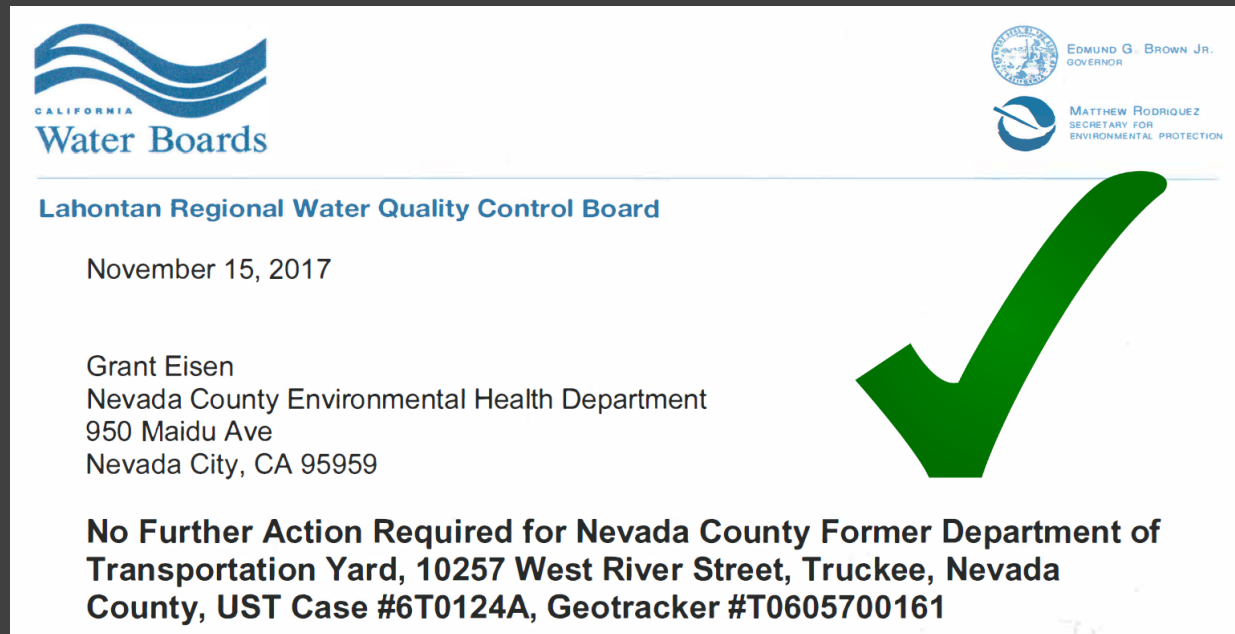 CALIFORNIA
Water Boards
EDMUND G. BROWN JR.
GOVERNOR
MATTHEW RODRIQUEZ
SECRETARY FOR
ENVIRONMENTAL PROTECTION
Lahontan Regional Water Quality Control Board
November 15, 2017
Grant Eisen
Nevada County Environmental Health Department
950 Maidu Ave
Nevada City, CA 95959
No Further Action Required for Nevada County Former Department of
Transportation Yard, 10257 West River Street, Truckee, Nevada
County, UST Case #6T0124A, Geotracker #T0605700161